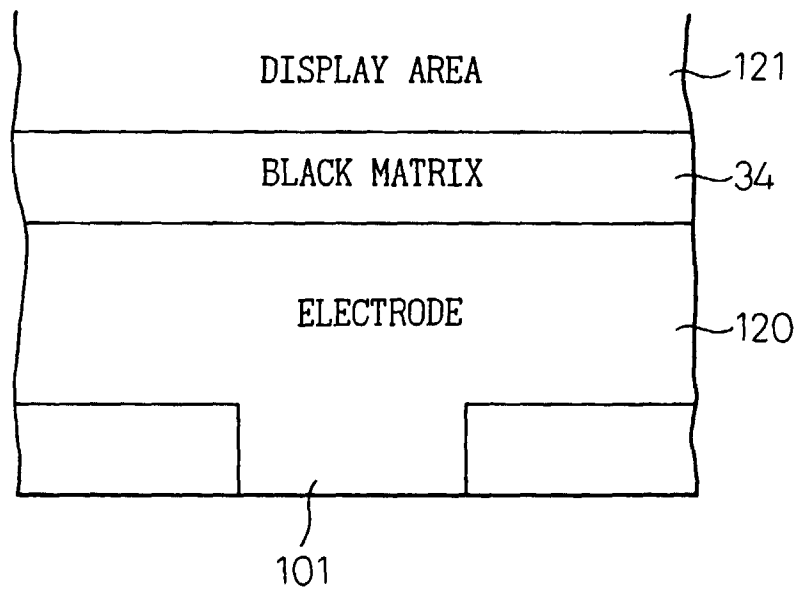 DISPLAY AREA
121
BLACK MATRIX
34
ELECTRODE
120
101